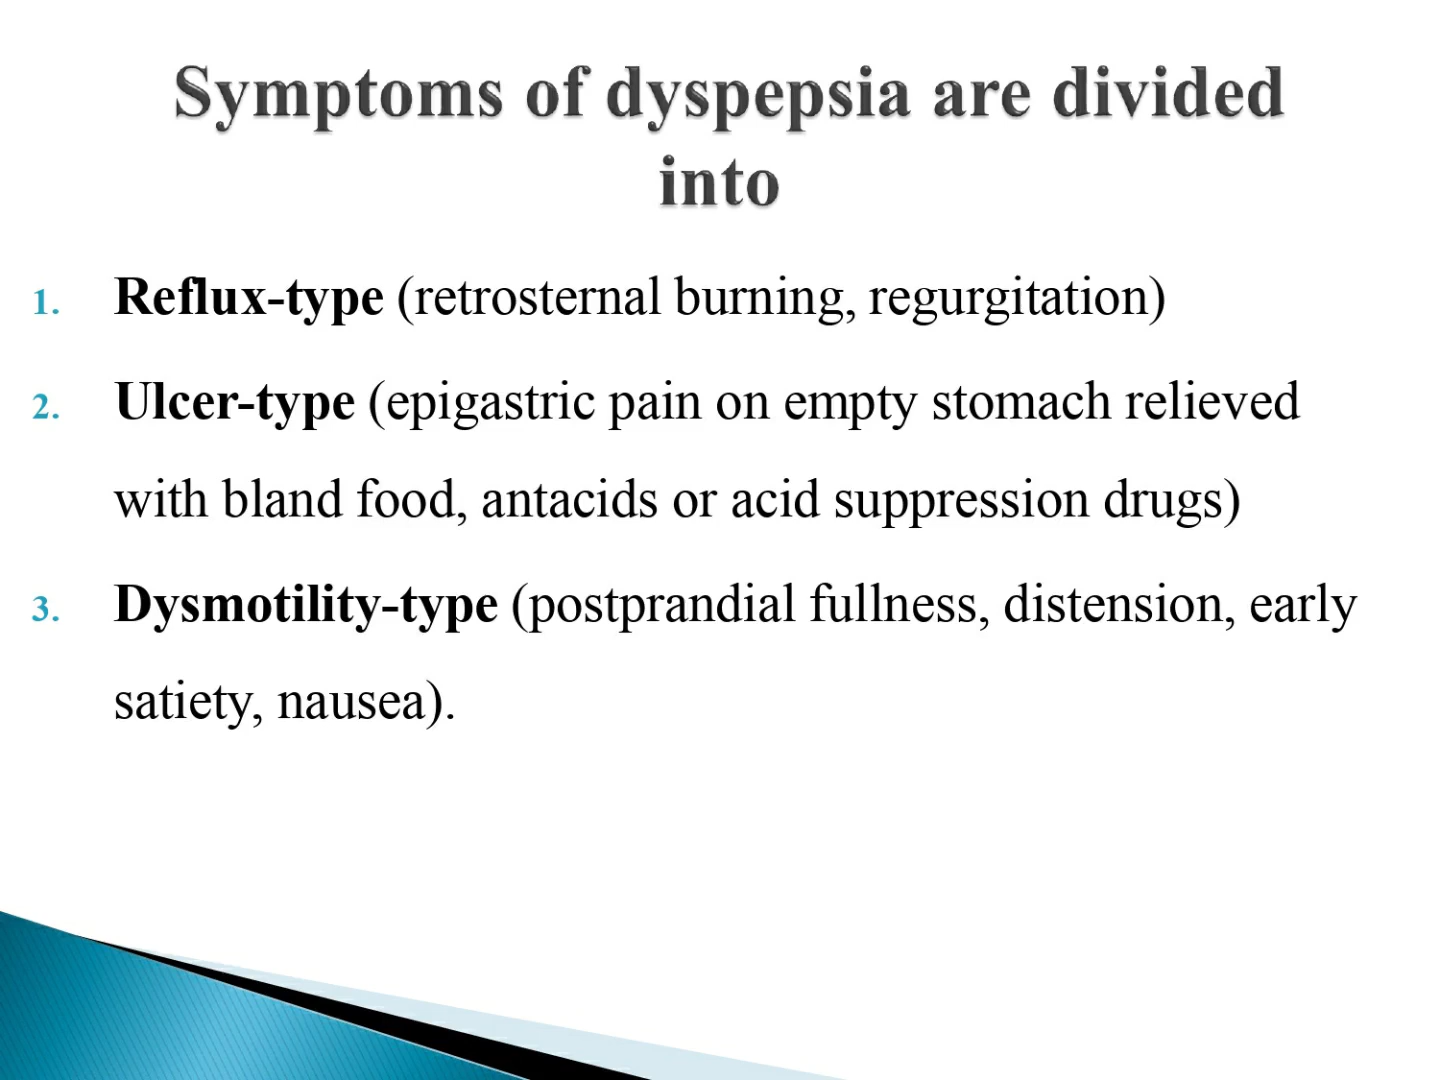 Symptoms of dyspepsia are divided
into
1. Reflux-type (retrosternal burning, regurgitation)
2. Ulcer-type (epigastric pain on empty stomach relieved
with bland food, antacids or acid suppression drugs)
3. Dysmotility-type (postprandial fullness, distension, early
satiety, nausea).